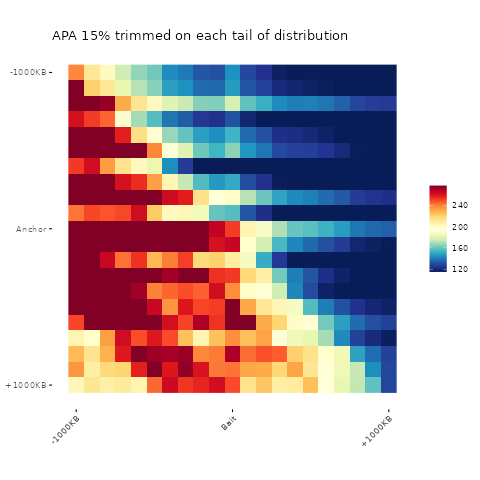 APA 15% trimmed on each tail of distribution
-1000KB
Anchor
+1000KB
240
200
160
120
-1000KB
Bait
+1000KB